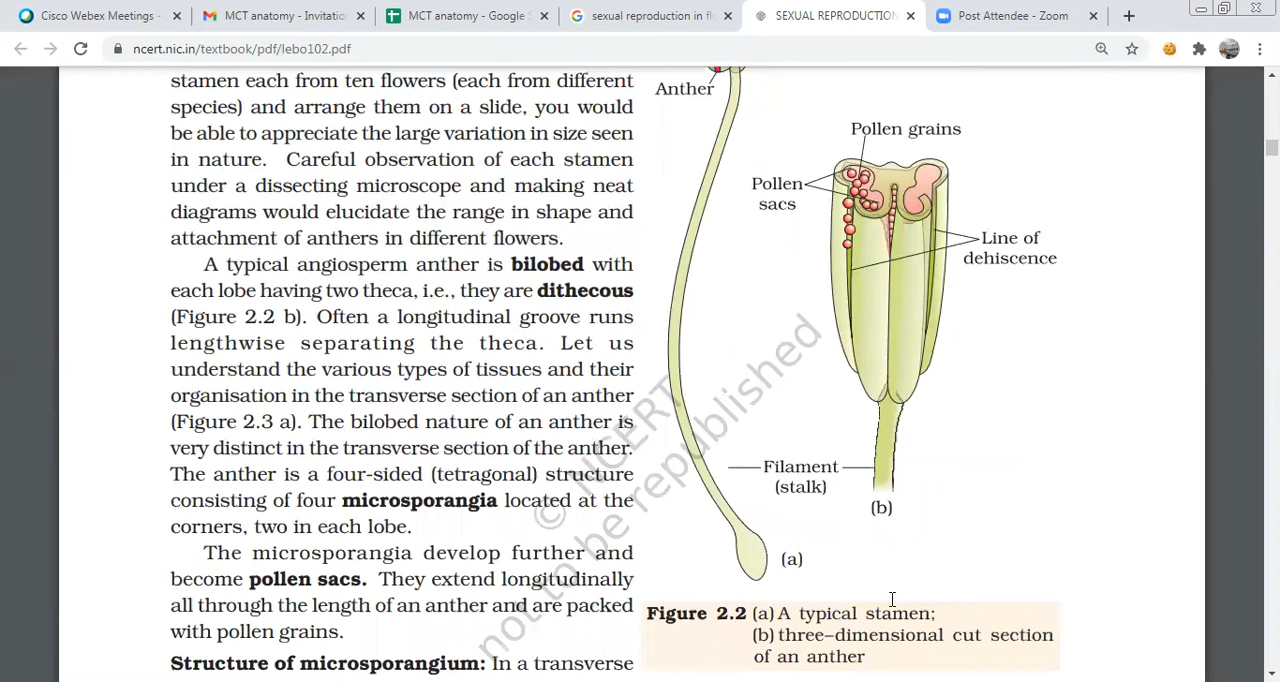 Cisco Webex Meetings -
MCT anatomy - Invitatio
MCT anatomy - Google S
sexual reproduction in fl
SEXUAL REPRODUCTION
Post Attendee - Zoom
ncert.nic.in/textbook/pdf/lebo102.pdf
stamen each from ten flowers (each from different
species) and arrange them on a slide, you would
be able to appreciate the large variation in size seen
in nature. Careful observation of each stamen
under a dissecting microscope and making neat
diagrams would elucidate the range in shape and
attachment of anthers in different flowers.
A typical angiosperm anther is bilobed with
each lobe having two theca, i.e., they are dithecous
(Figure 2.2 b). Often a longitudinal groove runs
lengthwise separating the theca. Let us
understand the various types of tissues and their
organisation in the transverse section of an anther
(Figure 2.3 a). The bilobed nature of an anther is
very distinct in the transverse section of the anther.
The anther is a four-sided (tetragonal) structure
consisting of four microsporangia located at the
corners, two in each lobe.
The microsporangia develop further and
become pollen sacs. They extend longitudinally
all through the length of an anther and are packed
with pollen grains.
Structure of microsporangium: In a transverse
Anther
Pollen grains
Pollen
sacs
Line of
dehiscence
Filament
(stalk)
(b)
(a)
Figure 2.2 (a) A typical stamen;
(b) three–dimensional cut section
of an anther
© NCERT
not to be republished